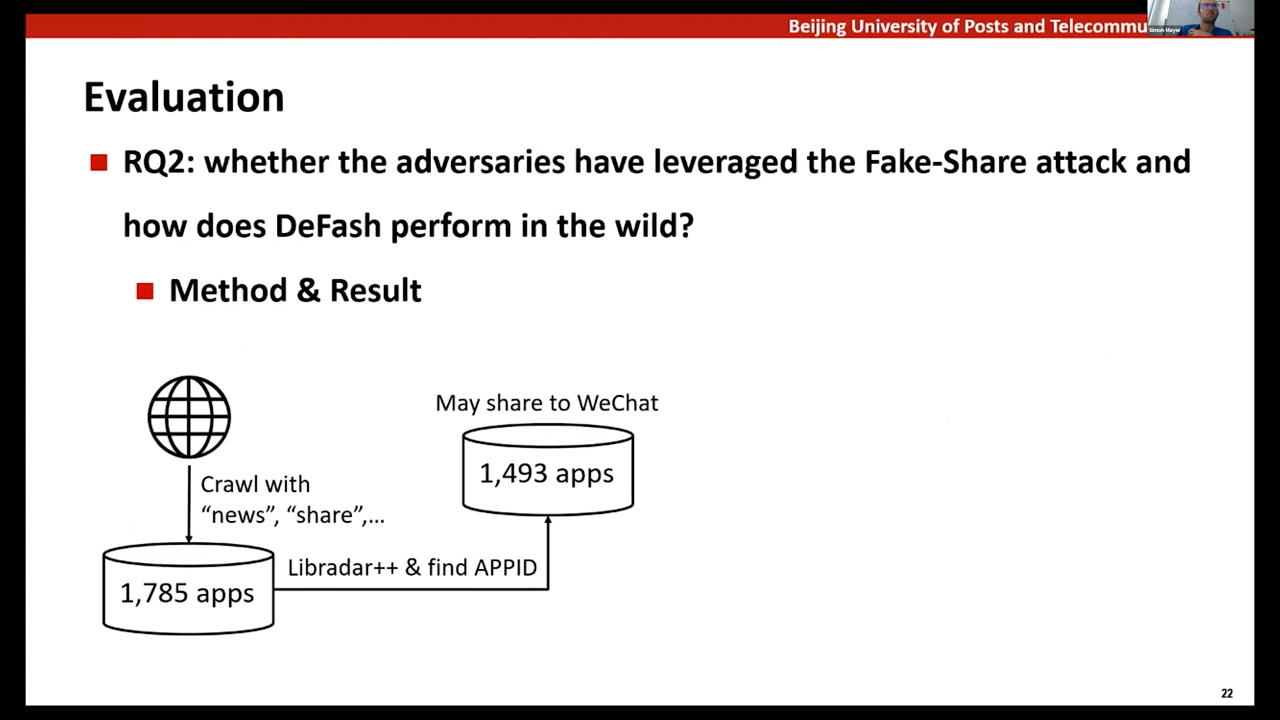 Beijing University of Posts and Telecommu
Simon Mayer
Evaluation
RQ2: whether the adversaries have leveraged the Fake-Share attack and
how does DeFash perform in the wild?
Method & Result
May share to WeChat
1,493 apps
Crawl with
“news”, “share”,...
Libradar++ & find APPID
1,785 apps
22